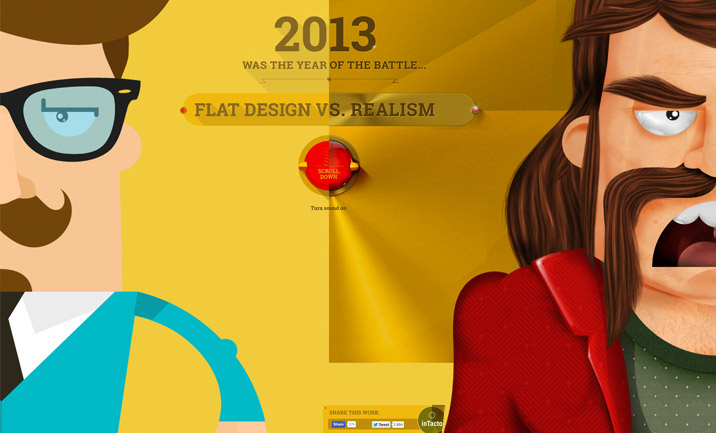 2013
WAS THE YEAR OF THE BATTLE...
FLAT DESIGN VS. REALISM
SCROLL
DOWN
Turn sound on
SHARE THIS WORK
Share
Tweet
inTacto